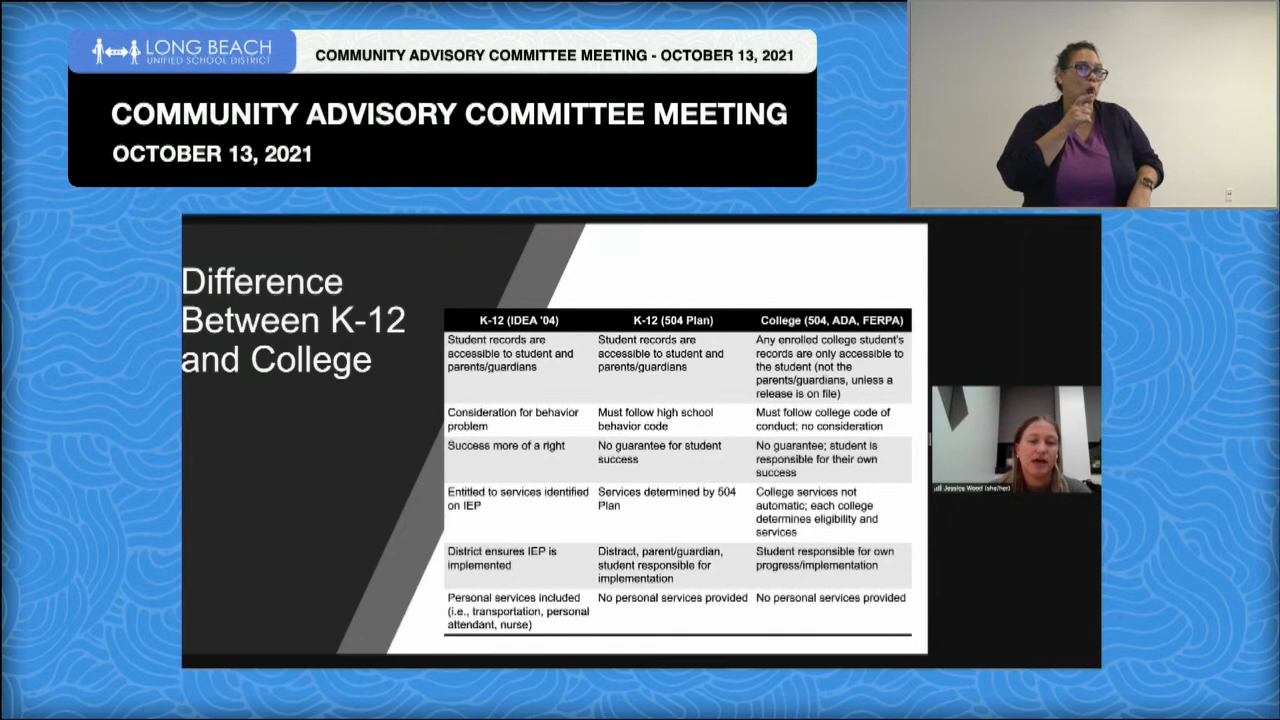 LONG BEACH
UNIFIED SCHOOL DISTRICT
COMMUNITY ADVISORY COMMITTEE MEETING - OCTOBER 13, 2021
COMMUNITY ADVISORY COMMITTEE MEETING
OCTOBER 13, 2021
Difference
Between K-12
and College
K-12 (IDEA '04)
K-12 (504 Plan)
College (504, ADA, FERPA)
Student records are
accessible to student and
parents/guardians
Student records are
accessible to student and
parents/guardians
Any enrolled college student's
records are only accessible to
the student (not the
parents/guardians, unless a
release is on file)
Consideration for behavior
problem
Must follow high school
behavior code
Must follow college code of
conduct; no consideration
Success more of a right
No guarantee for student
success
No guarantee; student is
responsible for their own
success
Entitled to services identified
on IEP
Services determined by 504
Plan
College services not
automatic; each college
determines eligibility and
services
District ensures IEP is
implemented
Distract, parent/guardian,
student responsible for
implementation
Student responsible for own
progress/implementation
Personal services included
(i.e., transportation, personal
attendant, nurse)
No personal services provided
No personal services provided
Jessica Wood (she/her)